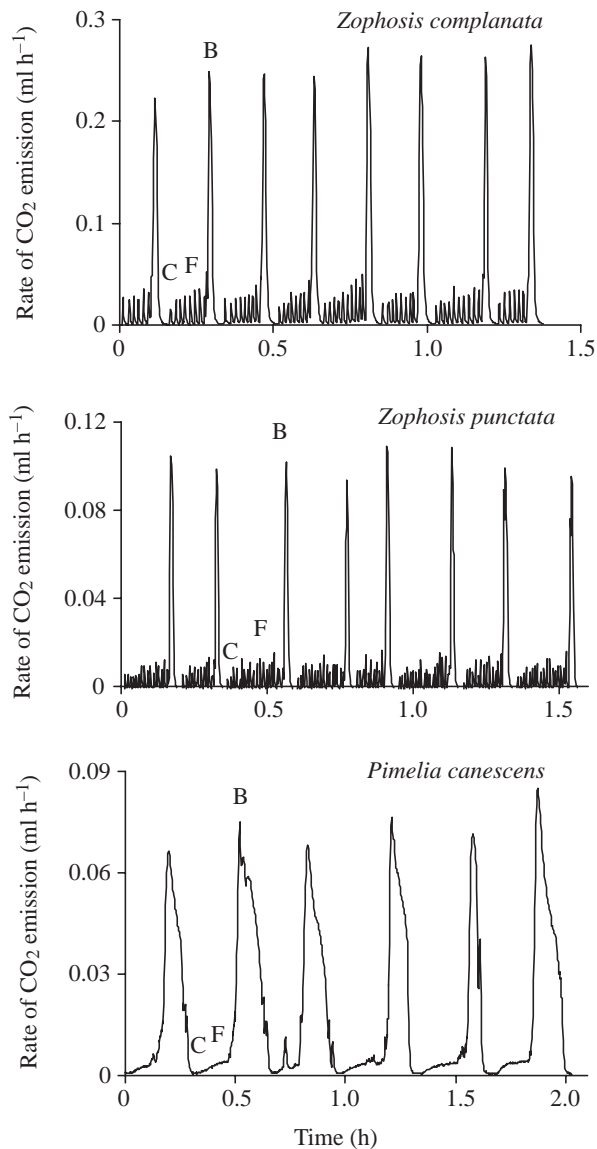 Zophosis complanata
Rate of CO₂ emission (ml h⁻¹)
0.3
0.2
0.1
0
B
C F
0 0.5 1.0 1.5
Zophosis punctata
Rate of CO₂ emission (ml h⁻¹)
0.12
0.08
0.04
0
B
C F
0 0.5 1.0 1.5
Pimelia canescens
Rate of CO₂ emission (ml h⁻¹)
0.09
0.06
0.03
0
B
C F
0 0.5 1.0 1.5 2.0
Time (h)